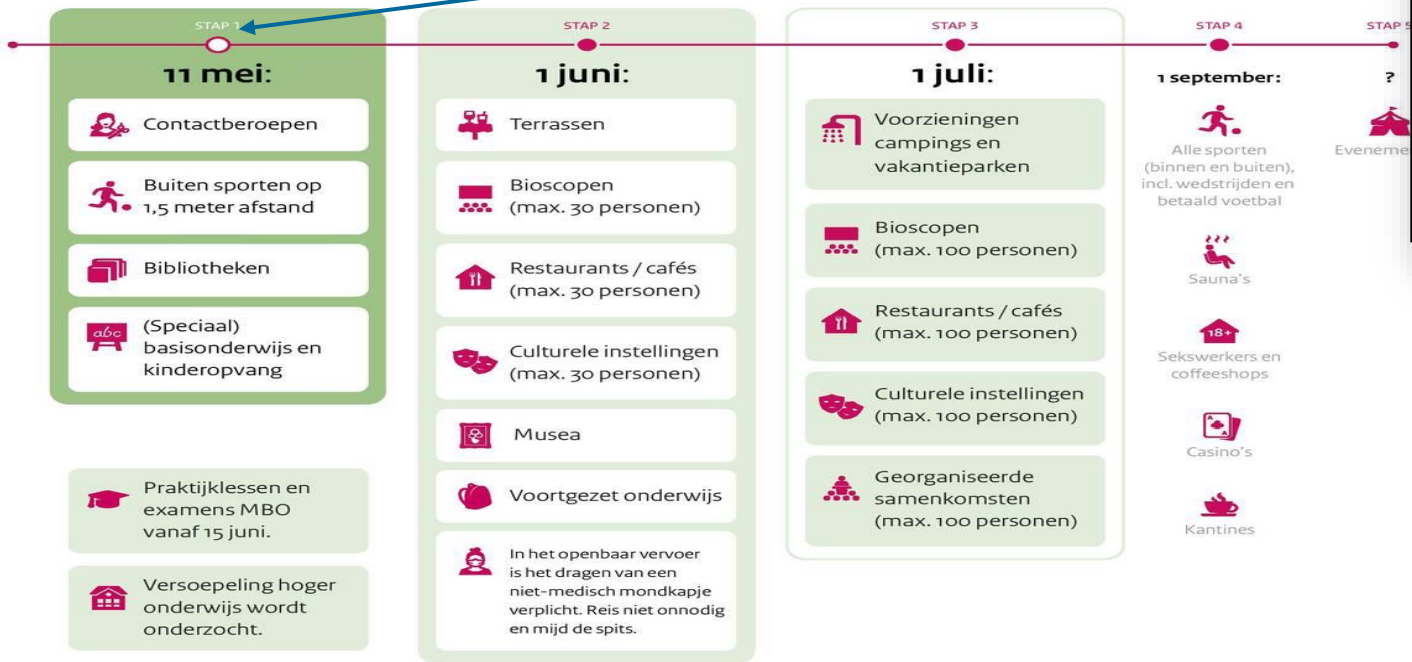 STAP 1
11 mei:
Contactberoepen
Buiten sporten op
1,5 meter afstand
Bibliotheken
abc
(Speciaal)
basisonderwijs en
kinderopvang
Praktijklessen en
examens MBO
vanaf 15 juni.
Versoepeling hoger
onderwijs wordt
onderzocht.
STAP 2
1 juni:
Terrassen
Bioscopen
(max. 30 personen)
Restaurants / cafés
(max. 30 personen)
Culturele instellingen
(max. 30 personen)
Musea
Voortgezet onderwijs
In het openbaar vervoer
is het dragen van een
niet-medisch mondkapje
verplicht. Reis niet onnodig
en mijd de spits.
STAP 3
1 juli:
Voorzieningen
campings en
vakantieparken
Bioscopen
(max. 100 personen)
Restaurants / cafés
(max. 100 personen)
Culturele instellingen
(max. 100 personen)
Georganiseerde
samenkomsten
(max. 100 personen)
STAP 4
1 september:
Alle sporten
(binnen en buiten),
incl. wedstrijden en
betaald voetbal
Sauna's
18+
Sekswerkers en
coffeeshops
A
Casino's
Kantines
STAP 5
?
Eveneme